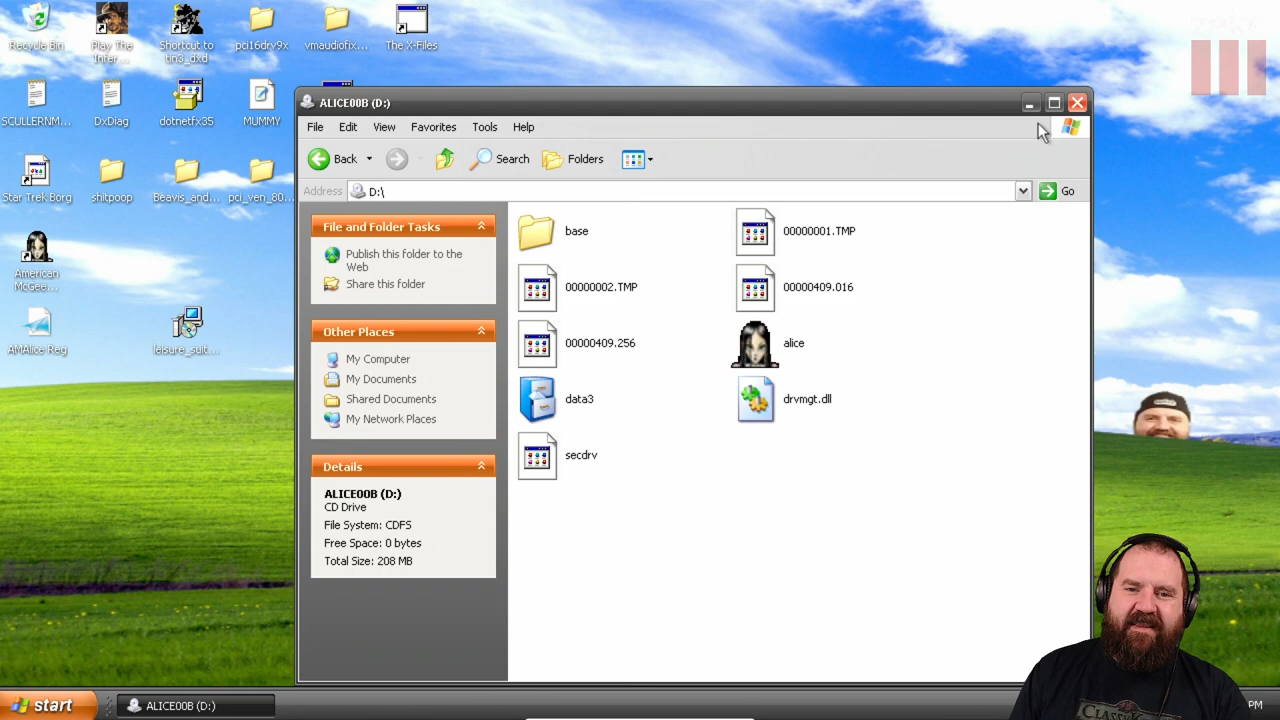 Recycle Bin
Play The Infer...
Shortcut to tin3_dxd
pci16drv9x
vmaudiofix...
The X-Files
SCULLERNM...
DxDiag
dotnetfx35
MUMMY
Star Trek Borg
shitpoop
Beavis_and...
pci_ven_80...
American McGee...
AMAlice Reg
leisure_suit...
ALICE00B (D:)
File Edit View Favorites Tools Help
Back Search Folders
Address D:\ Go
File and Folder Tasks
Publish this folder to the Web
Share this folder
Other Places
My Computer
My Documents
Shared Documents
My Network Places
Details
ALICE00B (D:)
CD Drive
File System: CDFS
Free Space: 0 bytes
Total Size: 208 MB
base
00000001.TMP
00000002.TMP
00000409.016
00000409.256
alice
data3
drvmgt.dll
secdrv
start
ALICE00B (D:)
PM